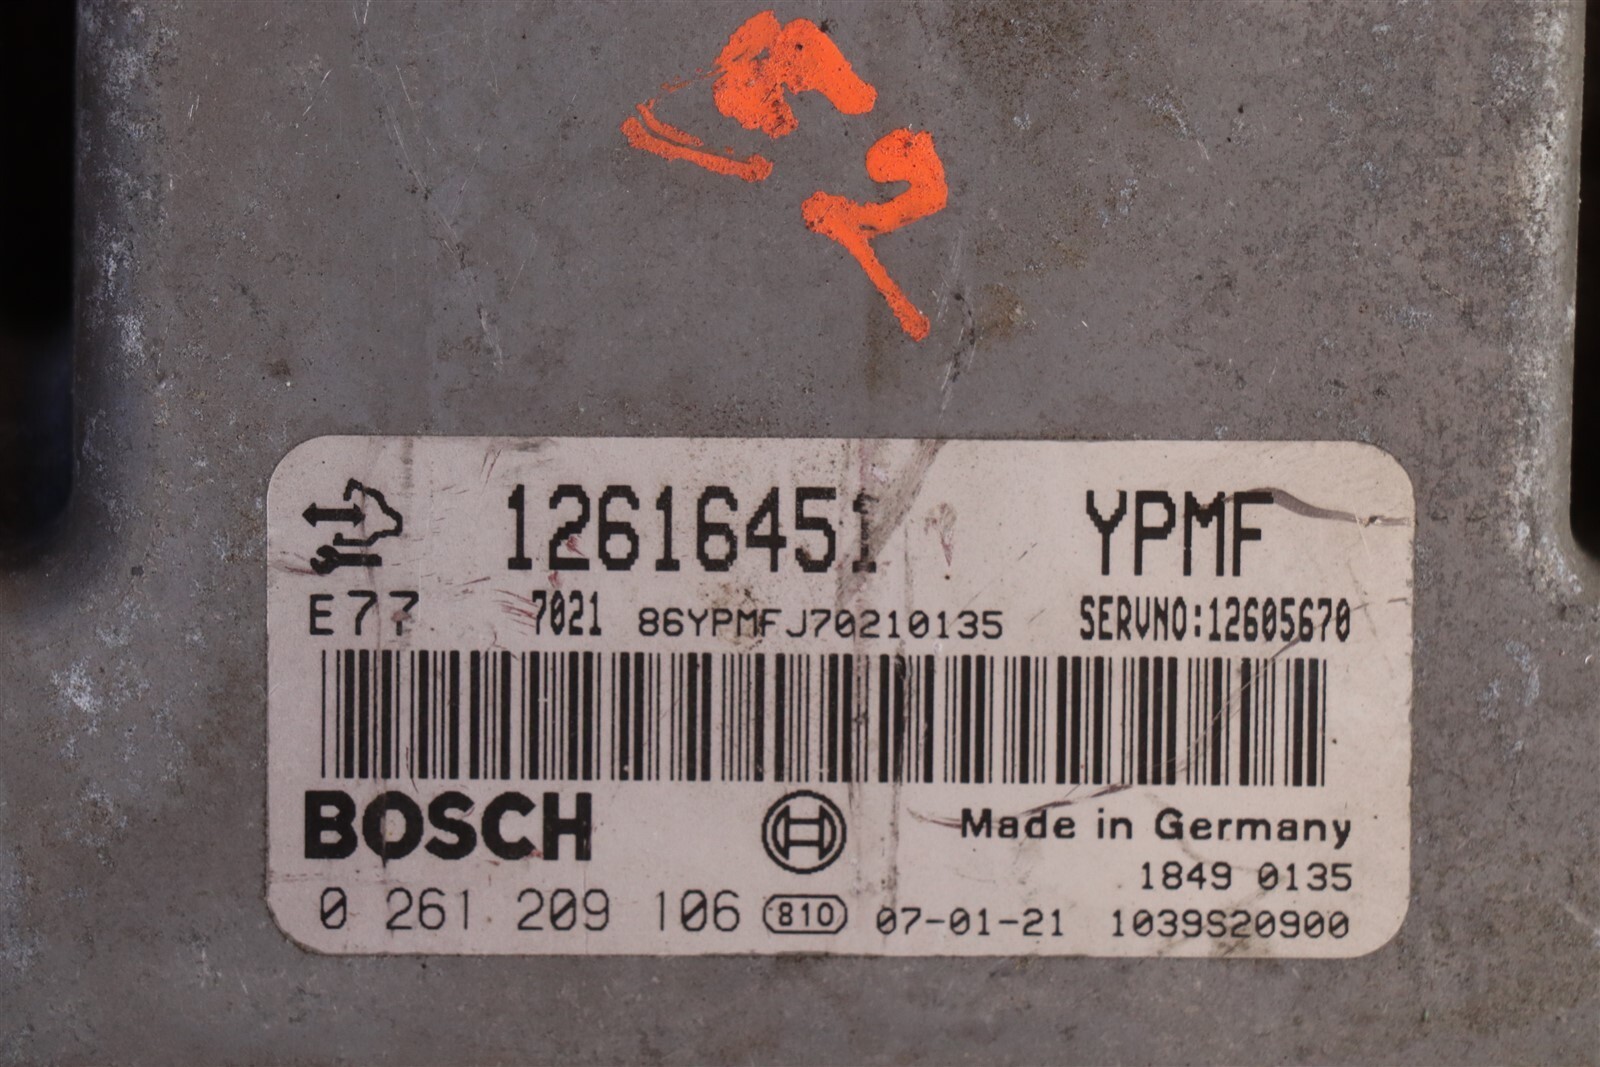 12616451 YPMF
E77 7021 86YPMFJ70210135 SERVNO:12605670
BOSCH Made in Germany
1849 0135
0 261 209 106 810 07-01-21 1039S20900